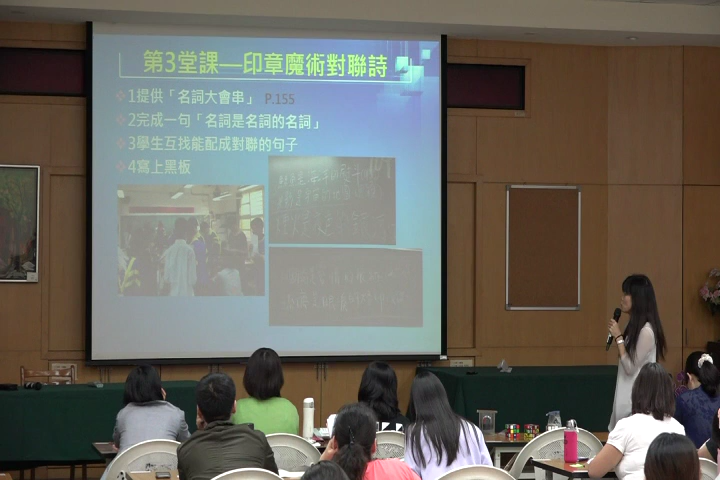 第3堂課—印章魔術對聯詩
1提供「名詞大會串」 P.155
2完成一句「名詞是名詞的名詞」
3學生互找能配成對聯的句子
4寫上黑板